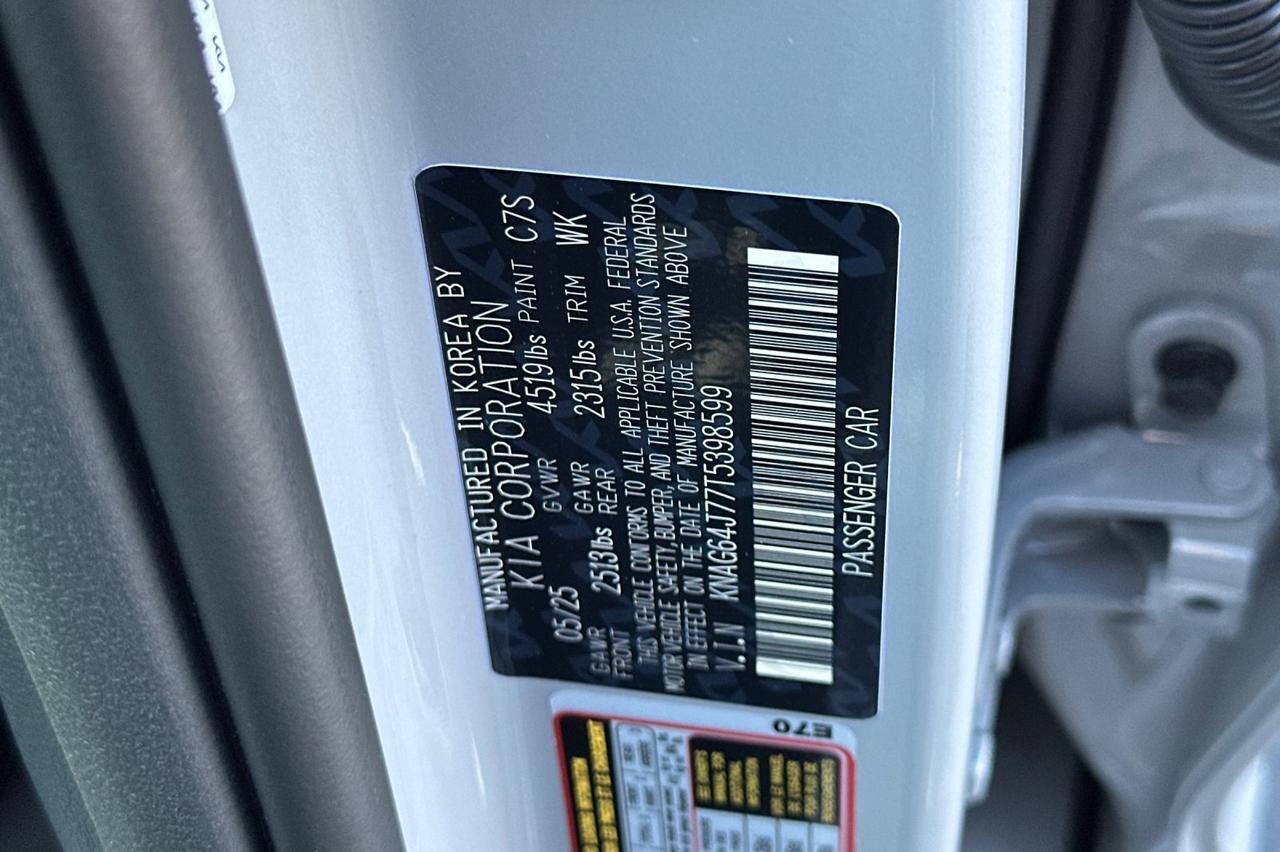 MANUFACTURED IN KOREA BY
KIA CORPORATION
05/25 GVWR 4519lbs PAINT C7S
GAWR FRONT 2513lbs GAWR REAR 2315lbs TRIM WK
THIS VEHICLE CONFORMS TO ALL APPLICABLE U.S.A. FEDERAL
MOTOR VEHICLE SAFETY, BUMPER, AND THEFT PREVENTION STANDARDS
IN EFFECT ON THE DATE OF MANUFACTURE SHOWN ABOVE
V.I.N KNAG64J77T5398599
PASSENGER CAR
E70